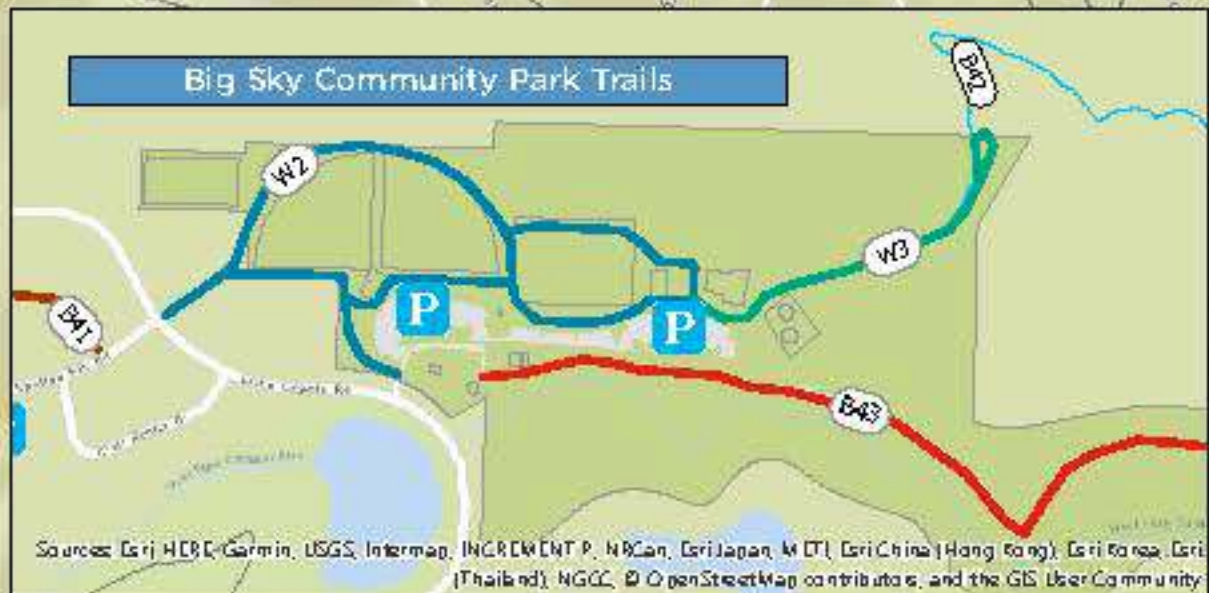 Big Sky Community Park Trails
B42
W2
W3
B41
P
P
B43
Sources: Esri, HERE, Garmin, USGS, Intermap, INCREMENT P, NRCan, Esri Japan, METI, Esri China (Hong Kong), Esri Korea, Esri
(Thailand), NGCC, © OpenStreetMap contributors, and the GIS User Community